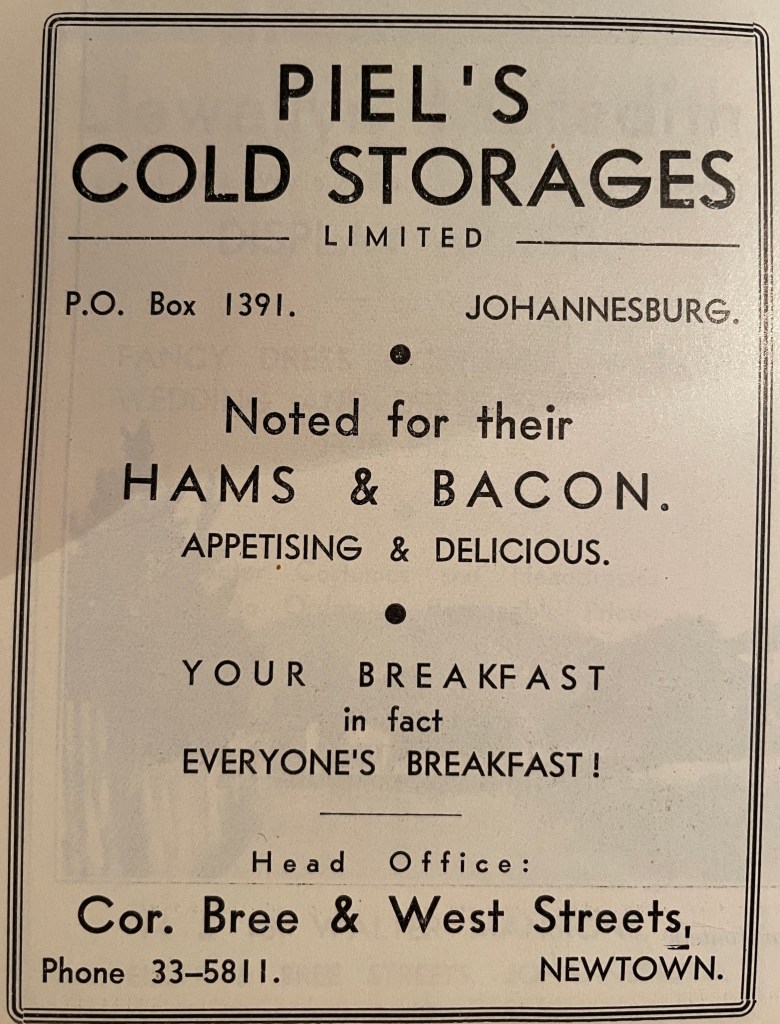 PIEL'S
COLD STORAGES
LIMITED
P.O. Box 1391. JOHANNESBURG.
Noted for their
HAMS & BACON.
APPETISING & DELICIOUS.
YOUR BREAKFAST
in fact
EVERYONE'S BREAKFAST!
Head Office:
Cor. Bree & West Streets,
Phone 33-5811. NEWTOWN.